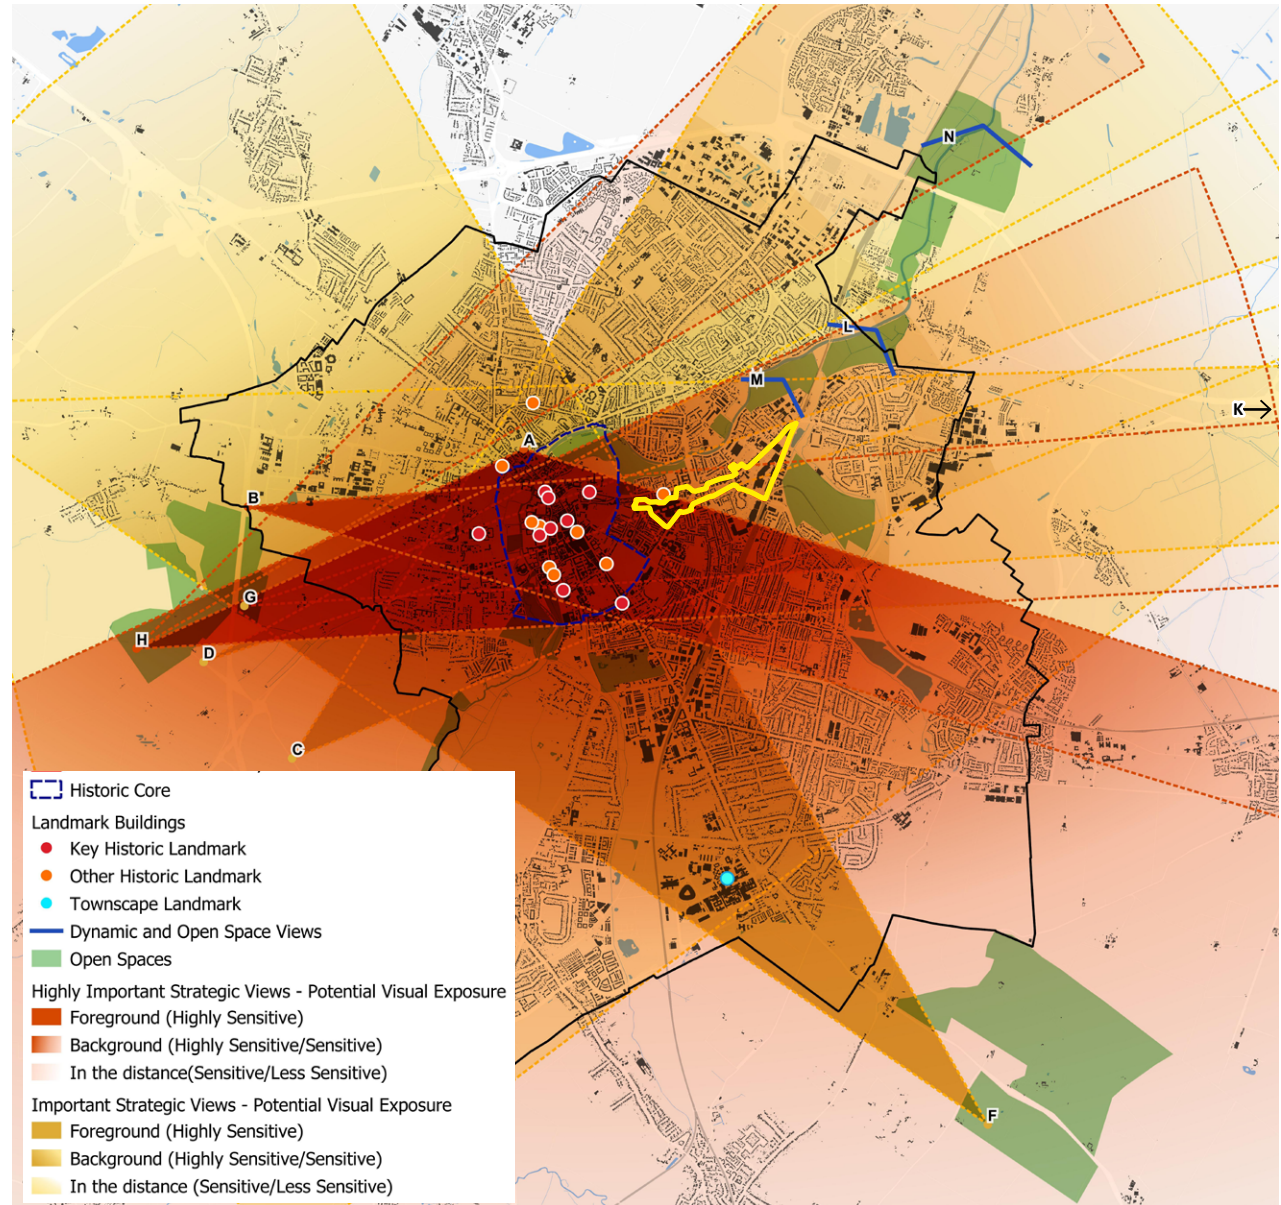 N
L
M
K
A
B
G
H
D
C
F
Historic Core
Landmark Buildings
Key Historic Landmark
Other Historic Landmark
Townscape Landmark
Dynamic and Open Space Views
Open Spaces
Highly Important Strategic Views - Potential Visual Exposure
Foreground (Highly Sensitive)
Background (Highly Sensitive/Sensitive)
In the distance(Sensitive/Less Sensitive)
Important Strategic Views - Potential Visual Exposure
Foreground (Highly Sensitive)
Background (Highly Sensitive/Sensitive)
In the distance (Sensitive/Less Sensitive)